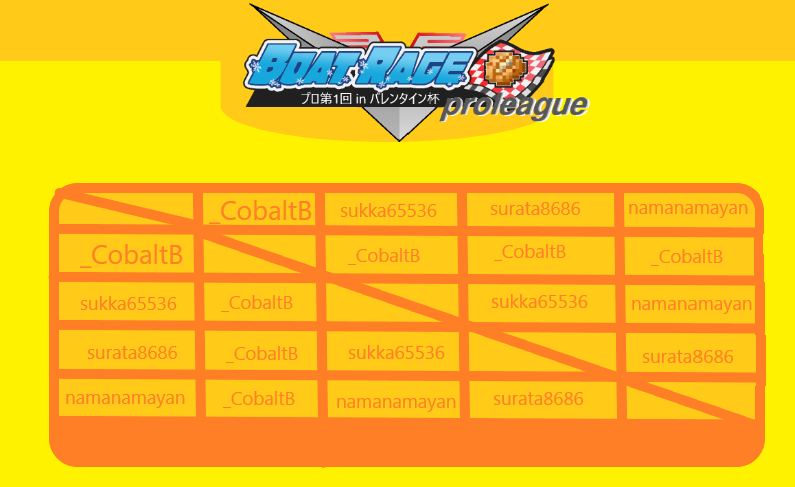 BOAT RAGE
プロ第1回 in バレンタイン杯
proleague
_CobaltB sukka65536 surata8686 namanamayan
_CobaltB _CobaltB _CobaltB _CobaltB
sukka65536 _CobaltB sukka65536 namanamayan
surata8686 _CobaltB sukka65536 surata8686
namanamayan _CobaltB namanamayan surata8686